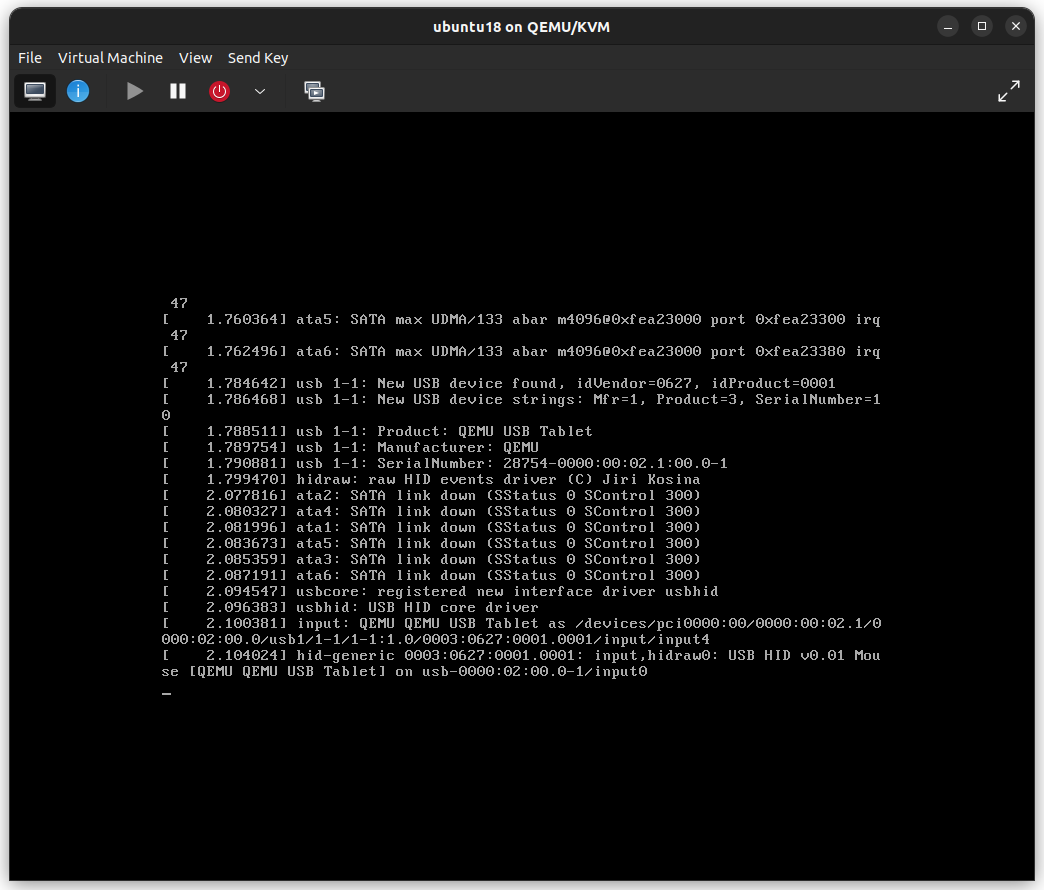 ubuntu18 on QEMU/KVM
File Virtual Machine View Send Key
47
[    1.760364] ata5: SATA max UDMA/133 abar m4096@0xfea23000 port 0xfea23300 irq
47
[    1.762496] ata6: SATA max UDMA/133 abar m4096@0xfea23000 port 0xfea23380 irq
47
[    1.784642] usb 1-1: New USB device found, idVendor=0627, idProduct=0001
[    1.786468] usb 1-1: New USB device strings: Mfr=1, Product=3, SerialNumber=1
0
[    1.788511] usb 1-1: Product: QEMU USB Tablet
[    1.789754] usb 1-1: Manufacturer: QEMU
[    1.790881] usb 1-1: SerialNumber: 28754-0000:00:02.1:00.0-1
[    1.799470] hidraw: raw HID events driver (C) Jiri Kosina
[    2.077816] ata2: SATA link down (SStatus 0 SControl 300)
[    2.080327] ata4: SATA link down (SStatus 0 SControl 300)
[    2.081996] ata1: SATA link down (SStatus 0 SControl 300)
[    2.083673] ata5: SATA link down (SStatus 0 SControl 300)
[    2.085359] ata3: SATA link down (SStatus 0 SControl 300)
[    2.087191] ata6: SATA link down (SStatus 0 SControl 300)
[    2.094547] usbcore: registered new interface driver usbhid
[    2.096383] usbhid: USB HID core driver
[    2.100381] input: QEMU QEMU USB Tablet as /devices/pci0000:00/0000:00:02.1/0
000:02:00.0/usb1/1-1/1-1:1.0/0003:0627:0001.0001/input/input4
[    2.104024] hid-generic 0003:0627:0001.0001: input,hidraw0: USB HID v0.01 Mou
se [QEMU QEMU USB Tablet] on usb-0000:02:00.0-1/input0
_